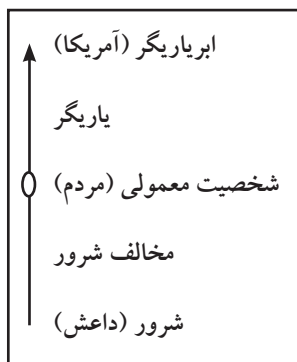 ابریاریگر (آمریکا)
یاریگر
شخصیت معمولی (مردم)
مخالف شرور
شرور (داعش)